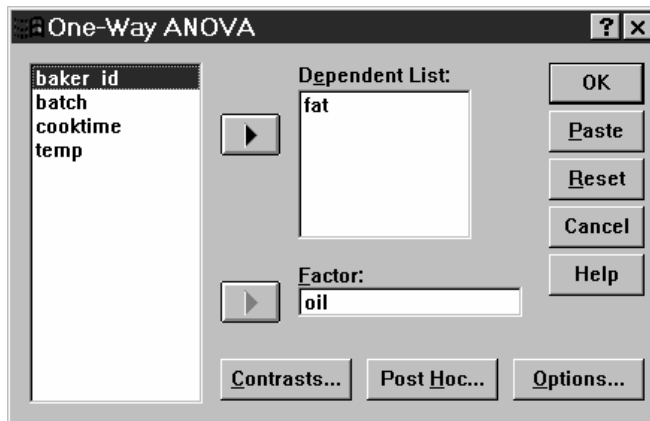 One-Way ANOVA
? ×
baker_id
batch
cooktime
temp
Dependent List:
fat
Factor:
oil
OK
Paste
Reset
Cancel
Help
Contrasts...
Post Hoc...
Options...